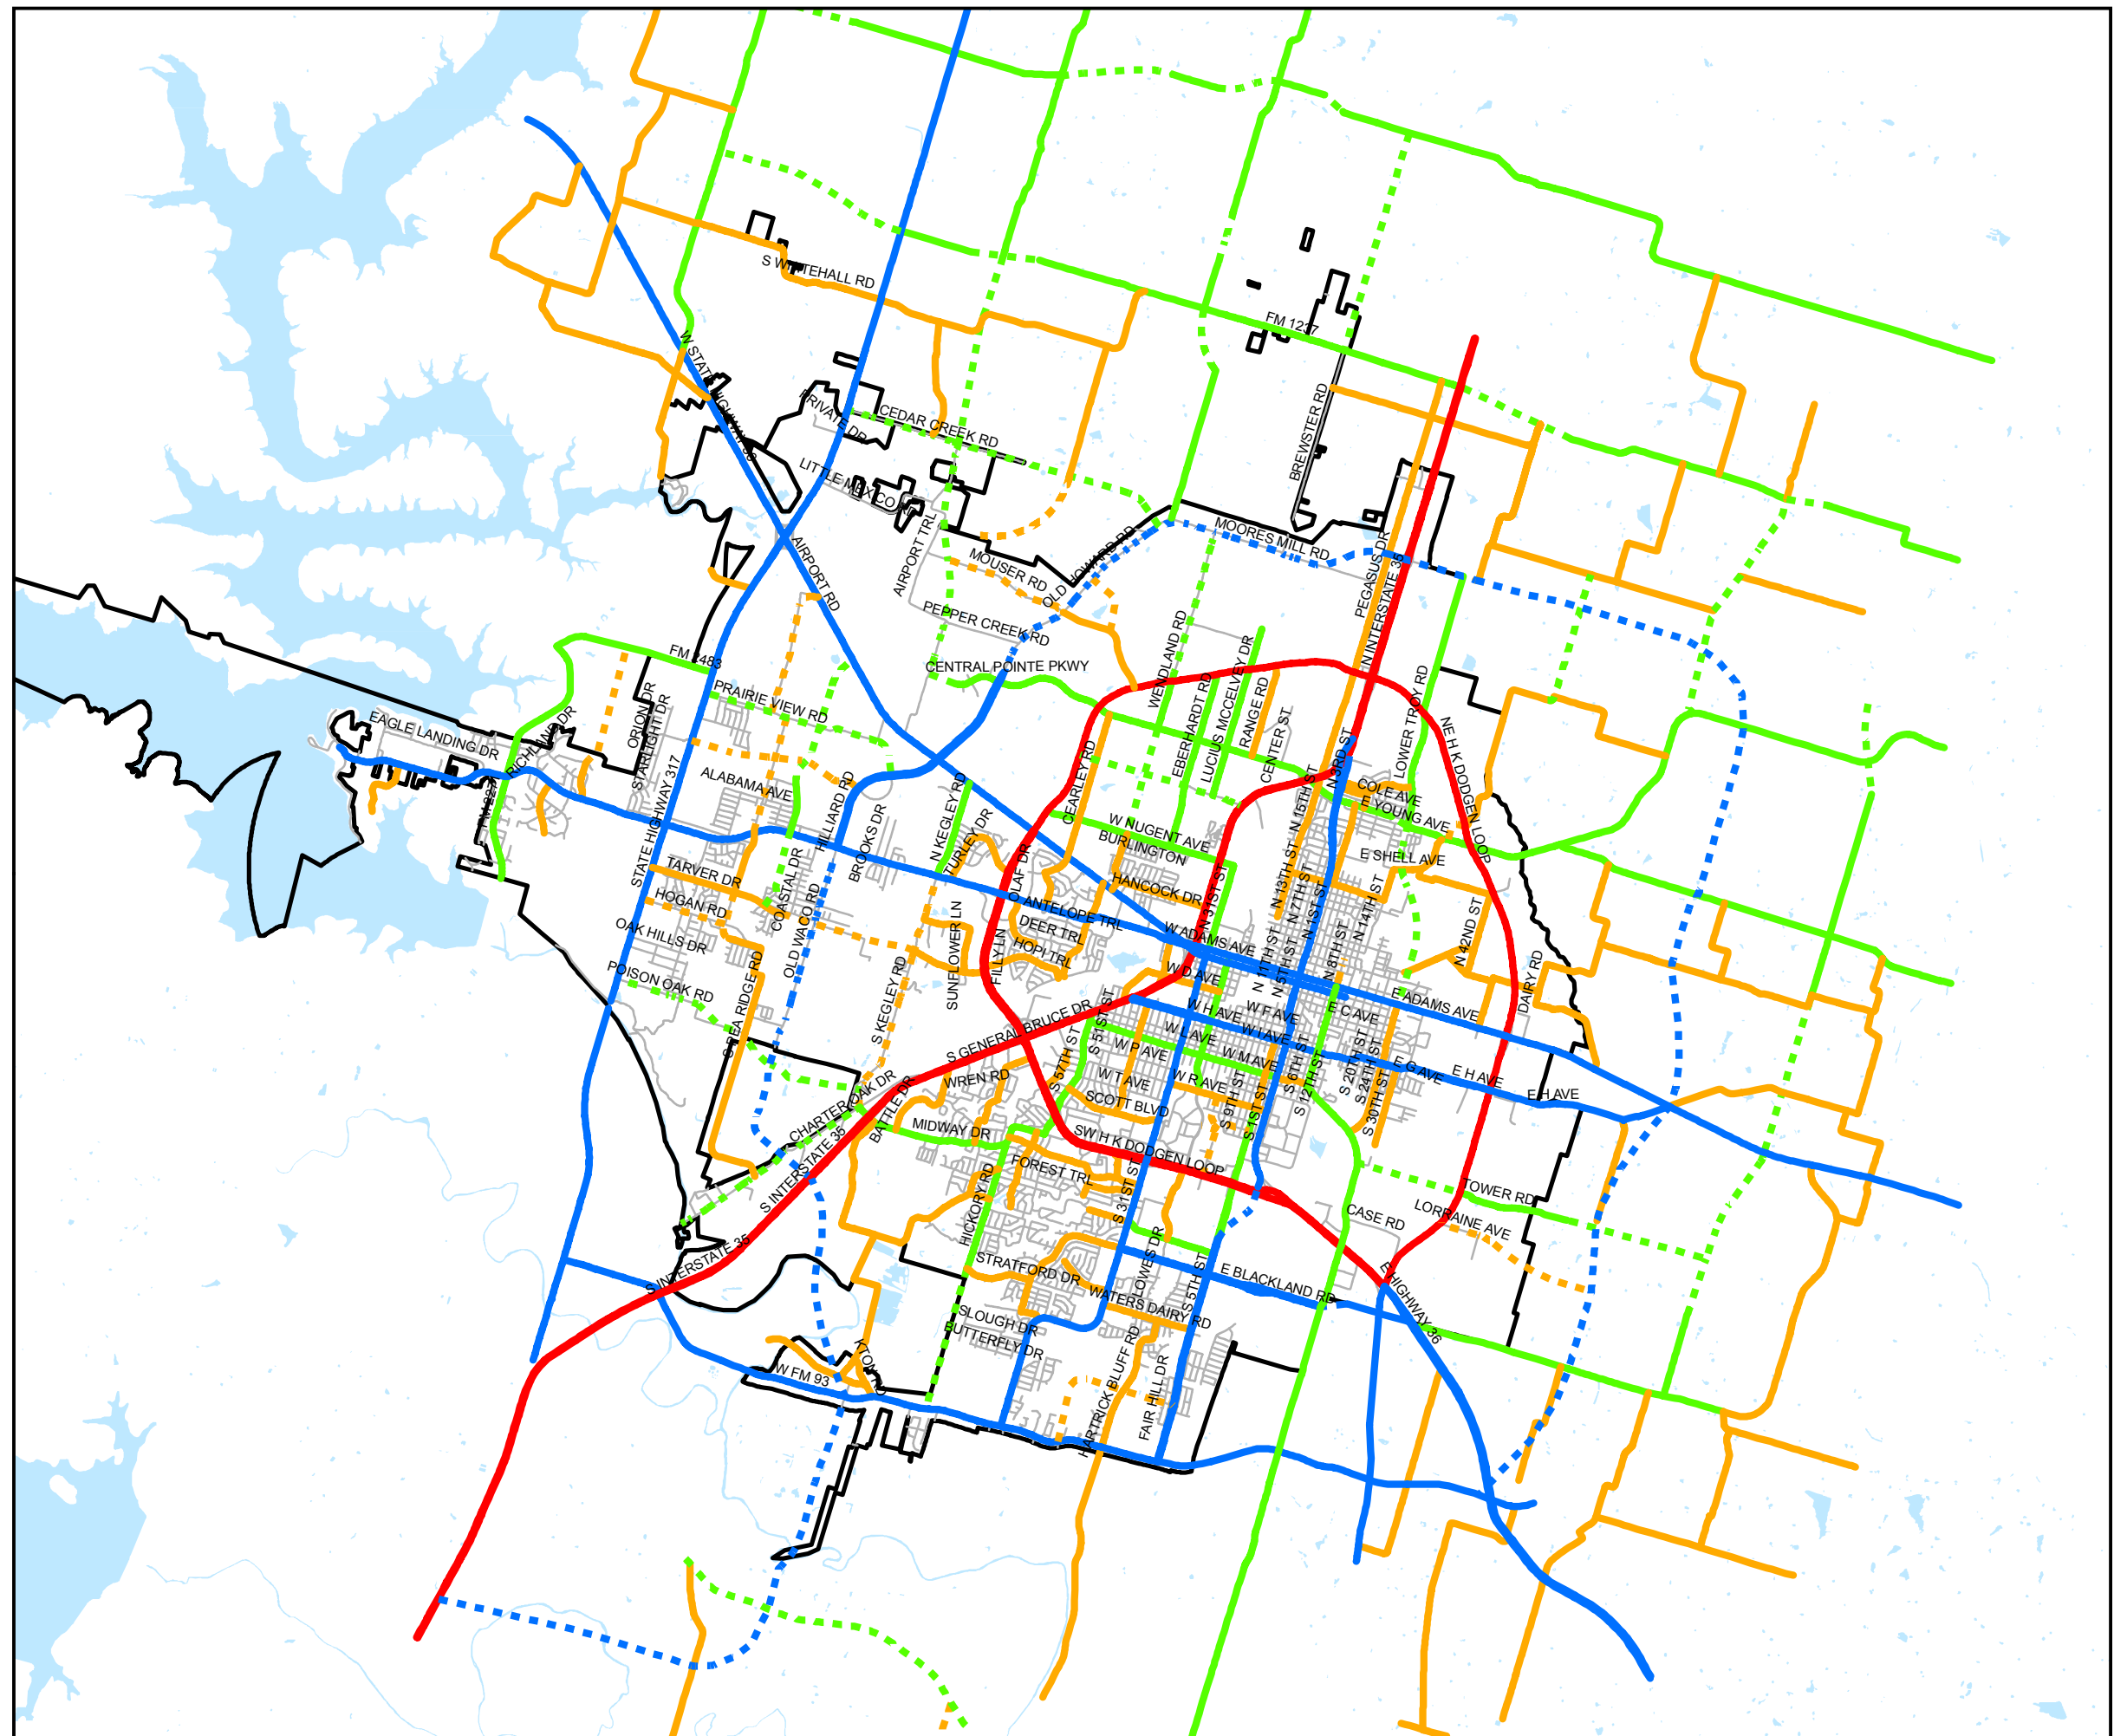 S WHITEHALL RD
FM 1237
W STATE HIGHWAY 36
PRIVATE DR
CEDAR CREEK RD
BREWSTER RD
LITTLE MEXICO RD
AIRPORT RD
AIRPORT TRL
MOUSER RD
OLD HOWARD RD
MOORES MILL RD
PEGASUS DR
N INTERSTATE 35
PEPPER CREEK RD
CENTRAL POINTE PKWY
FM 2483
PRAIRIE VIEW RD
WENDLAND RD
EBERHARDT RD
LUCIUS MCCELVEY DR
RANGE RD
CENTER ST
LOWER TROY RD
NE H K DODGEN LOOP
EAGLE LANDING DR
RICHLAND DR
ORION DR
STARLIGHT DR
STATE HIGHWAY 317
ALABAMA AVE
HILLIARD RD
BROOKS DR
N KEGLEY RD
TURLEY DR
CEARLEY RD
N 3RD ST
N 15TH ST
COLE AVE
E YOUNG AVE
W NUGENT AVE
BURLINGTON
E SHELL AVE
HANCOCK DR
N 31ST ST
N 13TH ST
N 7TH ST
N 1ST ST
N 14TH ST
TARVER DR
HOGAN RD
COASTAL DR
OLD WACO RD
OLAF DR
ANTELOPE TRL
DEER TRL
HOPI TRL
FILLY LN
SUNFLOWER LN
W ADAMS AVE
N 11TH ST
N 5TH ST
N 8TH ST
N 42ND ST
DAIRY RD
OAK HILLS DR
POISON OAK RD
S PEA RIDGE RD
S KEGLEY RD
W D AVE
W H AVE
W F AVE
W I AVE
E C AVE
E ADAMS AVE
S GENERAL BRUCE DR
S 57TH ST
S 51ST ST
W L AVE
W P AVE
W M AVE
W T AVE
W R AVE
SCOTT BLVD
S 9TH ST
S 1ST ST
S 6TH ST
S 12TH ST
S 20TH ST
S 24TH ST
S 30TH ST
E G AVE
E H AVE
E H AVE
WREN RD
BATTLE DR
CHARTER OAK DR
MIDWAY DR
S INTERSTATE 35
SW H K DODGEN LOOP
FOREST TRL
HICKORY RD
S 31ST ST
TOWER RD
LORRAINE AVE
CASE RD
S INTERSTATE 35
STRATFORD DR
LOWES DR
S 5TH ST
E BLACKLAND RD
E HIGHWAY 36
WATERS DAIRY RD
SLOUGH DR
BUTTERFLY DR
W FM 93
HARTRICK BLUFF RD
FAIR HILL DR